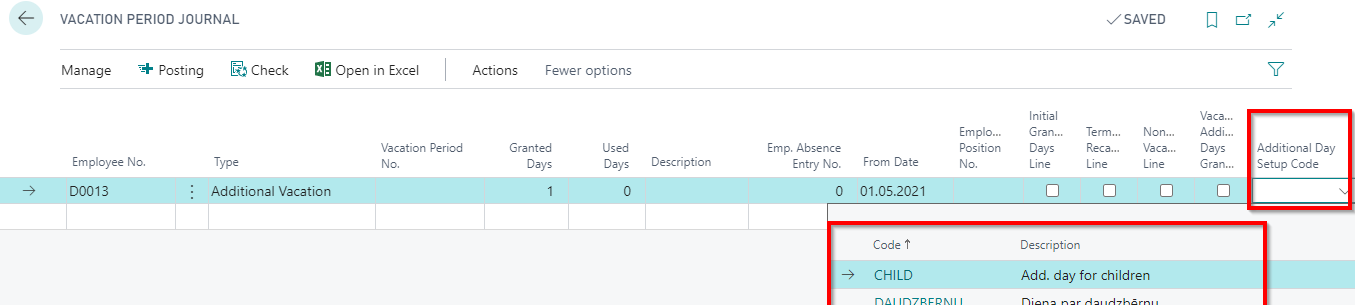 VACATION PERIOD JOURNAL
SAVED
Manage Posting Check Open in Excel Actions Fewer options
Employee No.
Type
Vacation Period
No.
Granted
Days
Used
Days
Description
Emp. Absence
Entry No.
From Date
Emplo...
Position
No.
Initial
Gran...
Days
Line
Term...
Reca...
Line
Non...
Vaca...
Line
Vaca...
Addi...
Days
Gran...
Additional Day
Setup Code
D0013 Additional Vacation 1 0 0 01.05.2021
Code Description
CHILD Add. day for children
DAUDZBĒRNU Diena par daudzbērnu